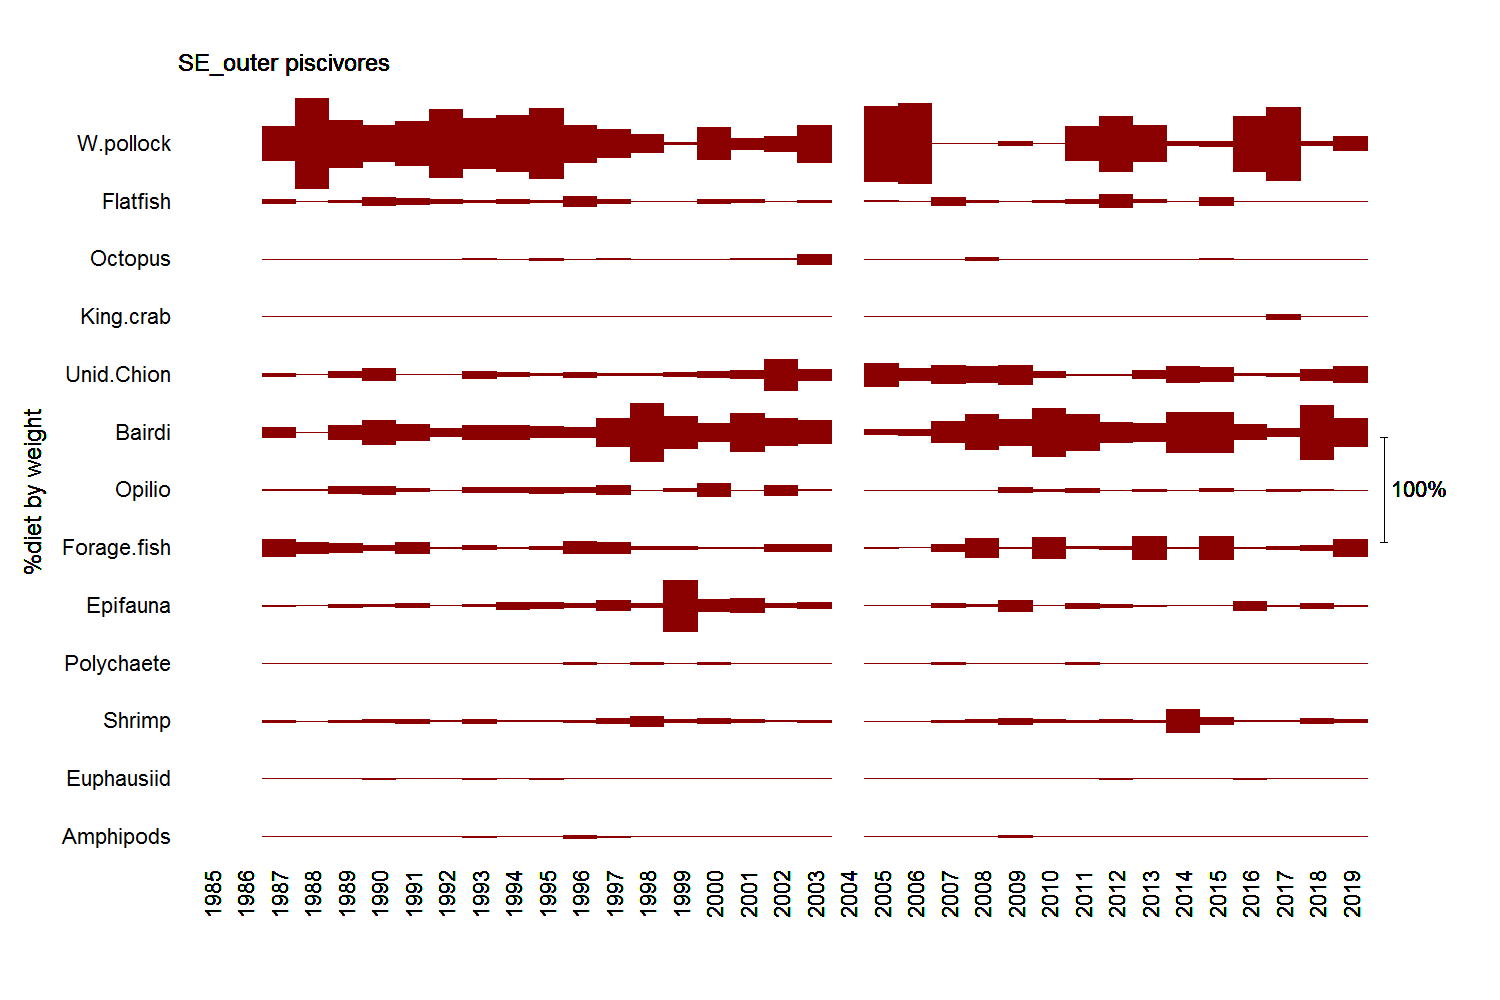 SE_outer piscivores
W.pollock
Flatfish
Octopus
King.crab
Unid.Chion
Bairdi
Opilio
Forage.fish
Epifauna
Polychaete
Shrimp
Euphausiid
Amphipods
%diet by weight
100%
1985
1986
1987
1988
1989
1990
1991
1992
1993
1994
1995
1996
1997
1998
1999
2000
2001
2002
2003
2004
2005
2006
2007
2008
2009
2010
2011
2012
2013
2014
2015
2016
2017
2018
2019